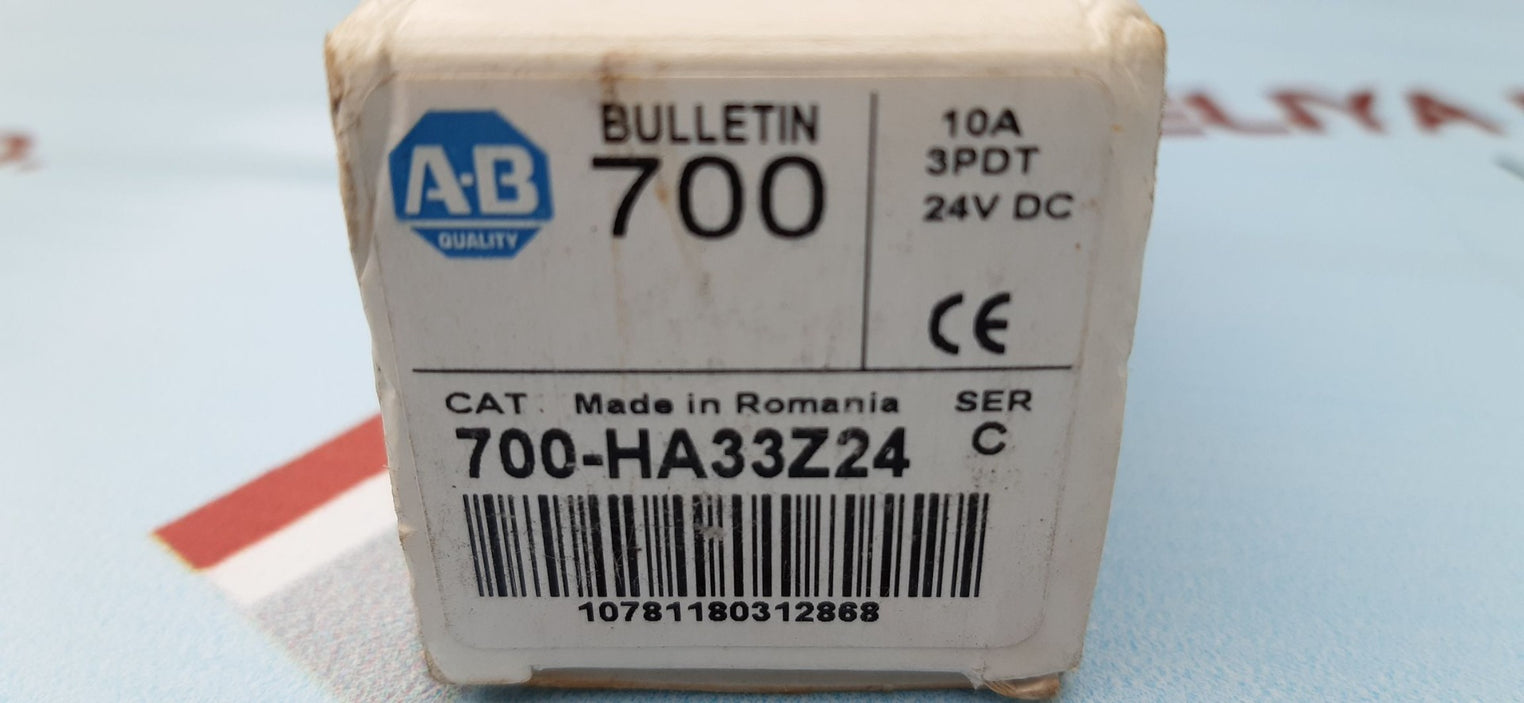 A-B
QUALITY
BULLETIN
700
10A
3PDT
24V DC
CE
CAT. Made in Romania SER
700-HA33Z24 C
10781180312868